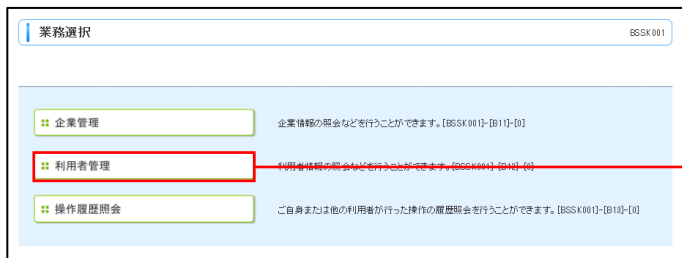 業務選択
BSSK001
企業管理
企業情報の照会などを行うことができます。[BSSK001]-[B11]-[0]
利用者管理
利用者情報の照会などを行うことができます。[BSSK001]-[B12]-[0]
操作履歴照会
ご自身または他の利用者が行った操作の履歴照会を行うことができます。[BSSK001]-[B13]-[0]